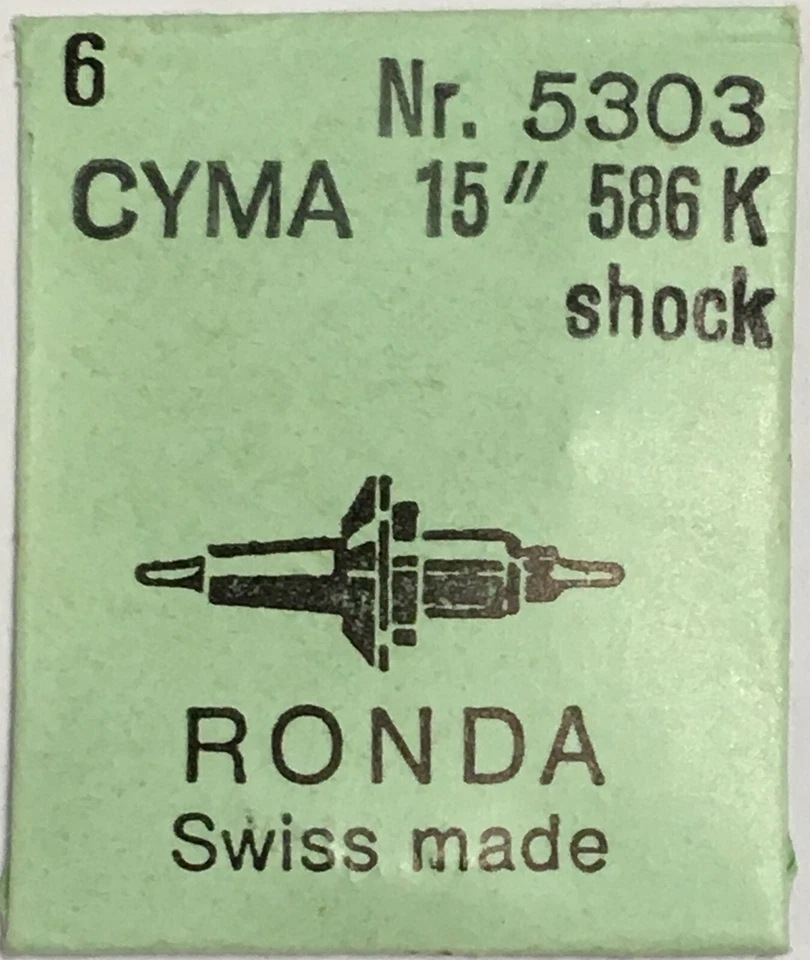 6
Nr. 5303
CYMA 15″ 586 K
shock
RONDA
Swiss made